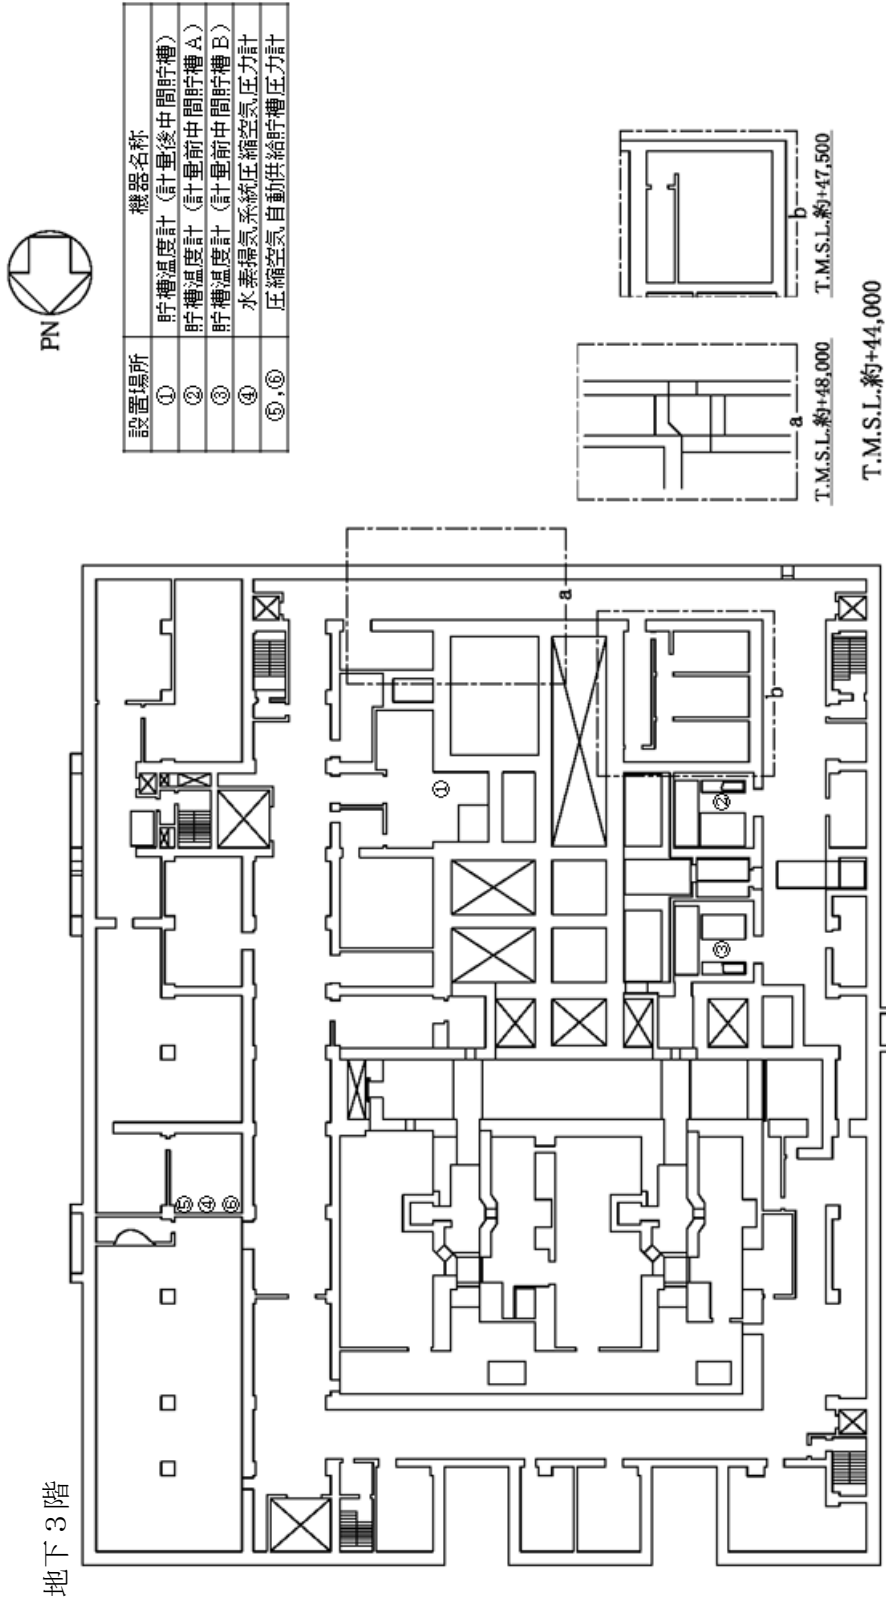 地下３階
PN
設置場所 機器名称
① 貯槽温度計（計量後中間貯槽）
② 貯槽温度計（計量前中間貯槽Ａ）
③ 貯槽温度計（計量前中間貯槽Ｂ）
④ 水素掃気系統圧縮空気圧力計
⑤,⑥ 圧縮空気自動供給貯槽圧力計
⑤
④
⑥
①
②
③
a
b
a
T.M.S.L.約+48,000
b
T.M.S.L.約+47,500
T.M.S.L.約+44,000